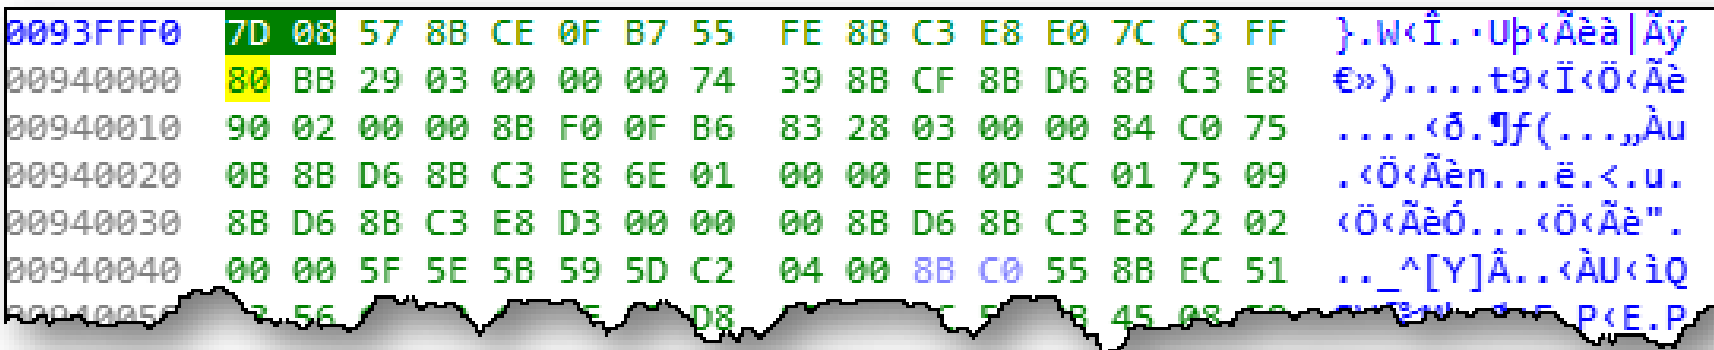 0093FFF0 7D 08 57 8B CE 0F B7 55 FE 8B C3 E8 E0 7C C3 FF }.W‹Î.·Uþ‹Ãèà|Ãÿ
00940000 80 BB 29 03 00 00 00 74 39 8B CF 8B D6 8B C3 E8 €»)....t9‹Ï‹Ö‹Ãè
00940010 90 02 00 00 8B F0 0F B6 83 28 03 00 00 84 C0 75 ....‹ð.¶ƒ(...„Àu
00940020 0B 8B D6 8B C3 E8 6E 01 00 00 EB 0D 3C 01 75 09 .‹Ö‹Ãèn...ë.<.u.
00940030 8B D6 8B C3 E8 D3 00 00 00 8B D6 8B C3 E8 22 02 ‹Ö‹ÃèÓ...‹Ö‹Ãè".
00940040 00 00 5F 5E 5B 59 5D C2 04 00 8B C0 55 8B EC 51 .._^[Y]Â..‹ÀU‹ìQ
0094005 56 D8 45 08 P‹E.P